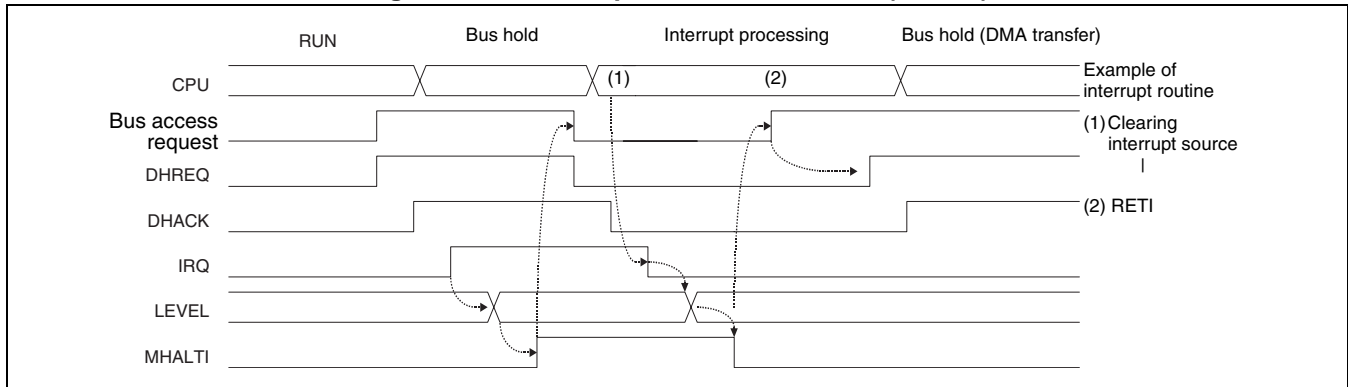 RUN Bus hold Interrupt processing Bus hold (DMA transfer)
CPU (1) (2) Example of
interrupt routine
Bus access
request
(1) Clearing
interrupt source
DHREQ
DHACK
(2) RETI
IRQ
LEVEL
MHALTI